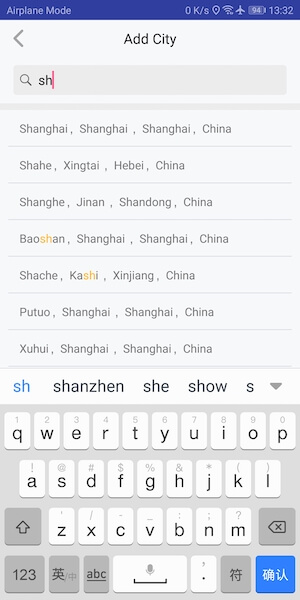 Airplane Mode 0 K/s 94 13:32
Add City
sh
Shanghai, Shanghai, Shanghai, China
Shahe, Xingtai, Hebei, China
Shanghe, Jinan, Shandong, China
Baoshan, Shanghai, Shanghai, China
Shache, Kashi, Xinjiang, China
Putuo, Shanghai, Shanghai, China
Xuhui, Shanghai, Shanghai, China
sh shanzhen she show s
1 2 3 4 5 6 7 8 9 0
q w e r t y u i o p
! @ # $ % & * ( )
a s d f g h j k l
' / - _ : ; ?
z x c v b n m
123 英/中 abc , . 符 确认